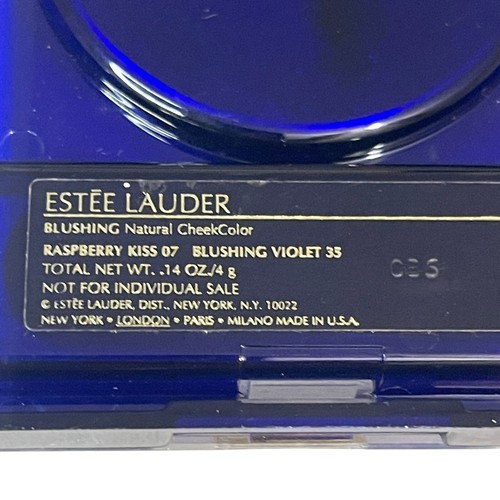 ESTĒE LAUDER
BLUSHING Natural CheekColor
RASPBERRY KISS 07 BLUSHING VIOLET 35
TOTAL NET WT. .14 OZ./4 g
NOT FOR INDIVIDUAL SALE
© ESTĒE LAUDER, DIST., NEW YORK, N.Y. 10022
NEW YORK • LONDON • PARIS • MILANO MADE IN U.S.A.